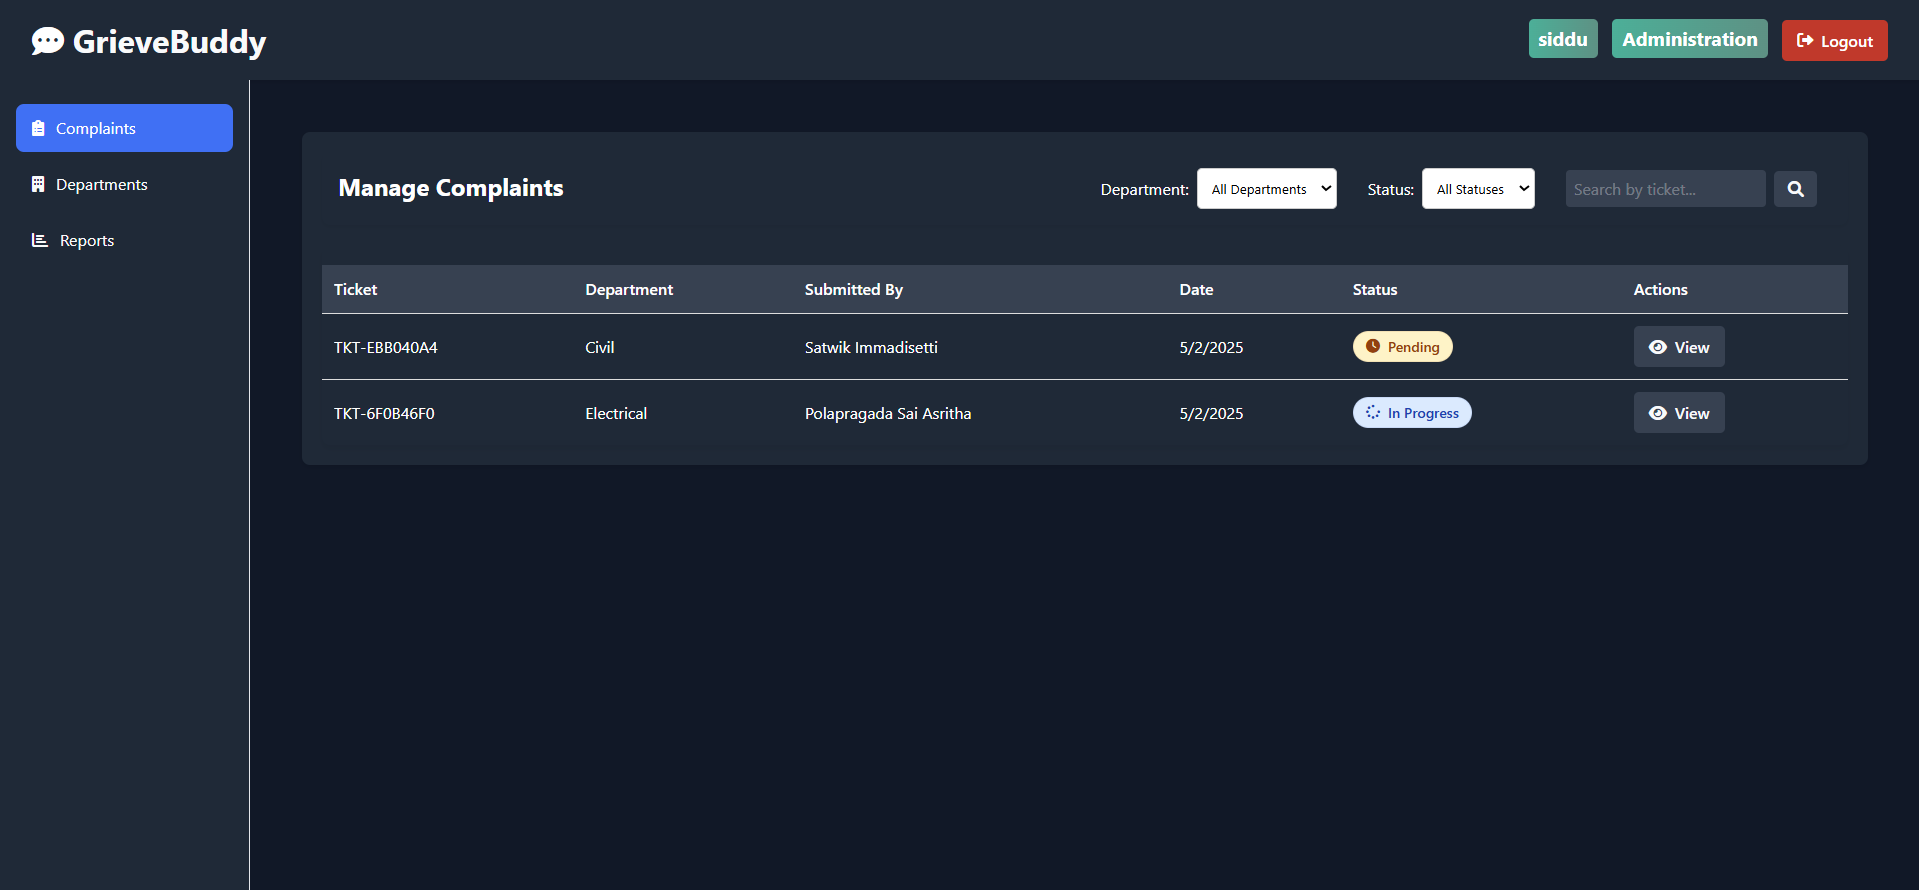 GrieveBuddy
siddu Administration Logout
Complaints
Departments
Reports
Manage Complaints Department: All Departments Status: All Statuses Search by ticket...
Ticket Department Submitted By Date Status Actions
TKT-EBB040A4 Civil Satwik Immadisetti 5/2/2025 Pending View
TKT-6F0B46F0 Electrical Polapragada Sai Asritha 5/2/2025 In Progress View